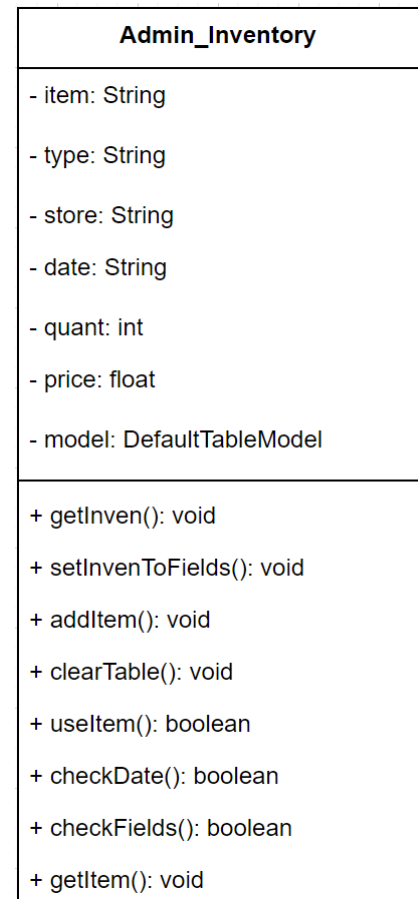 Admin_Inventory
- item: String
- type: String
- store: String
- date: String
- quant: int
- price: float
- model: DefaultTableModel
+ getInven(): void
+ setInvenToFields(): void
+ addItem(): void
+ clearTable(): void
+ useItem(): boolean
+ checkDate(): boolean
+ checkFields(): boolean
+ getItem(): void